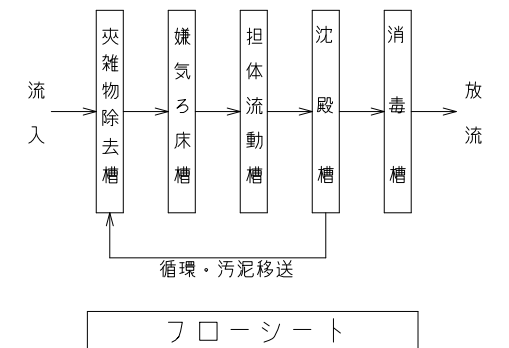 流入
夾雑物除去槽
嫌気ろ床槽
担体流動槽
沈殿槽
消毒槽
放流
循環・汚泥移送
フローシート